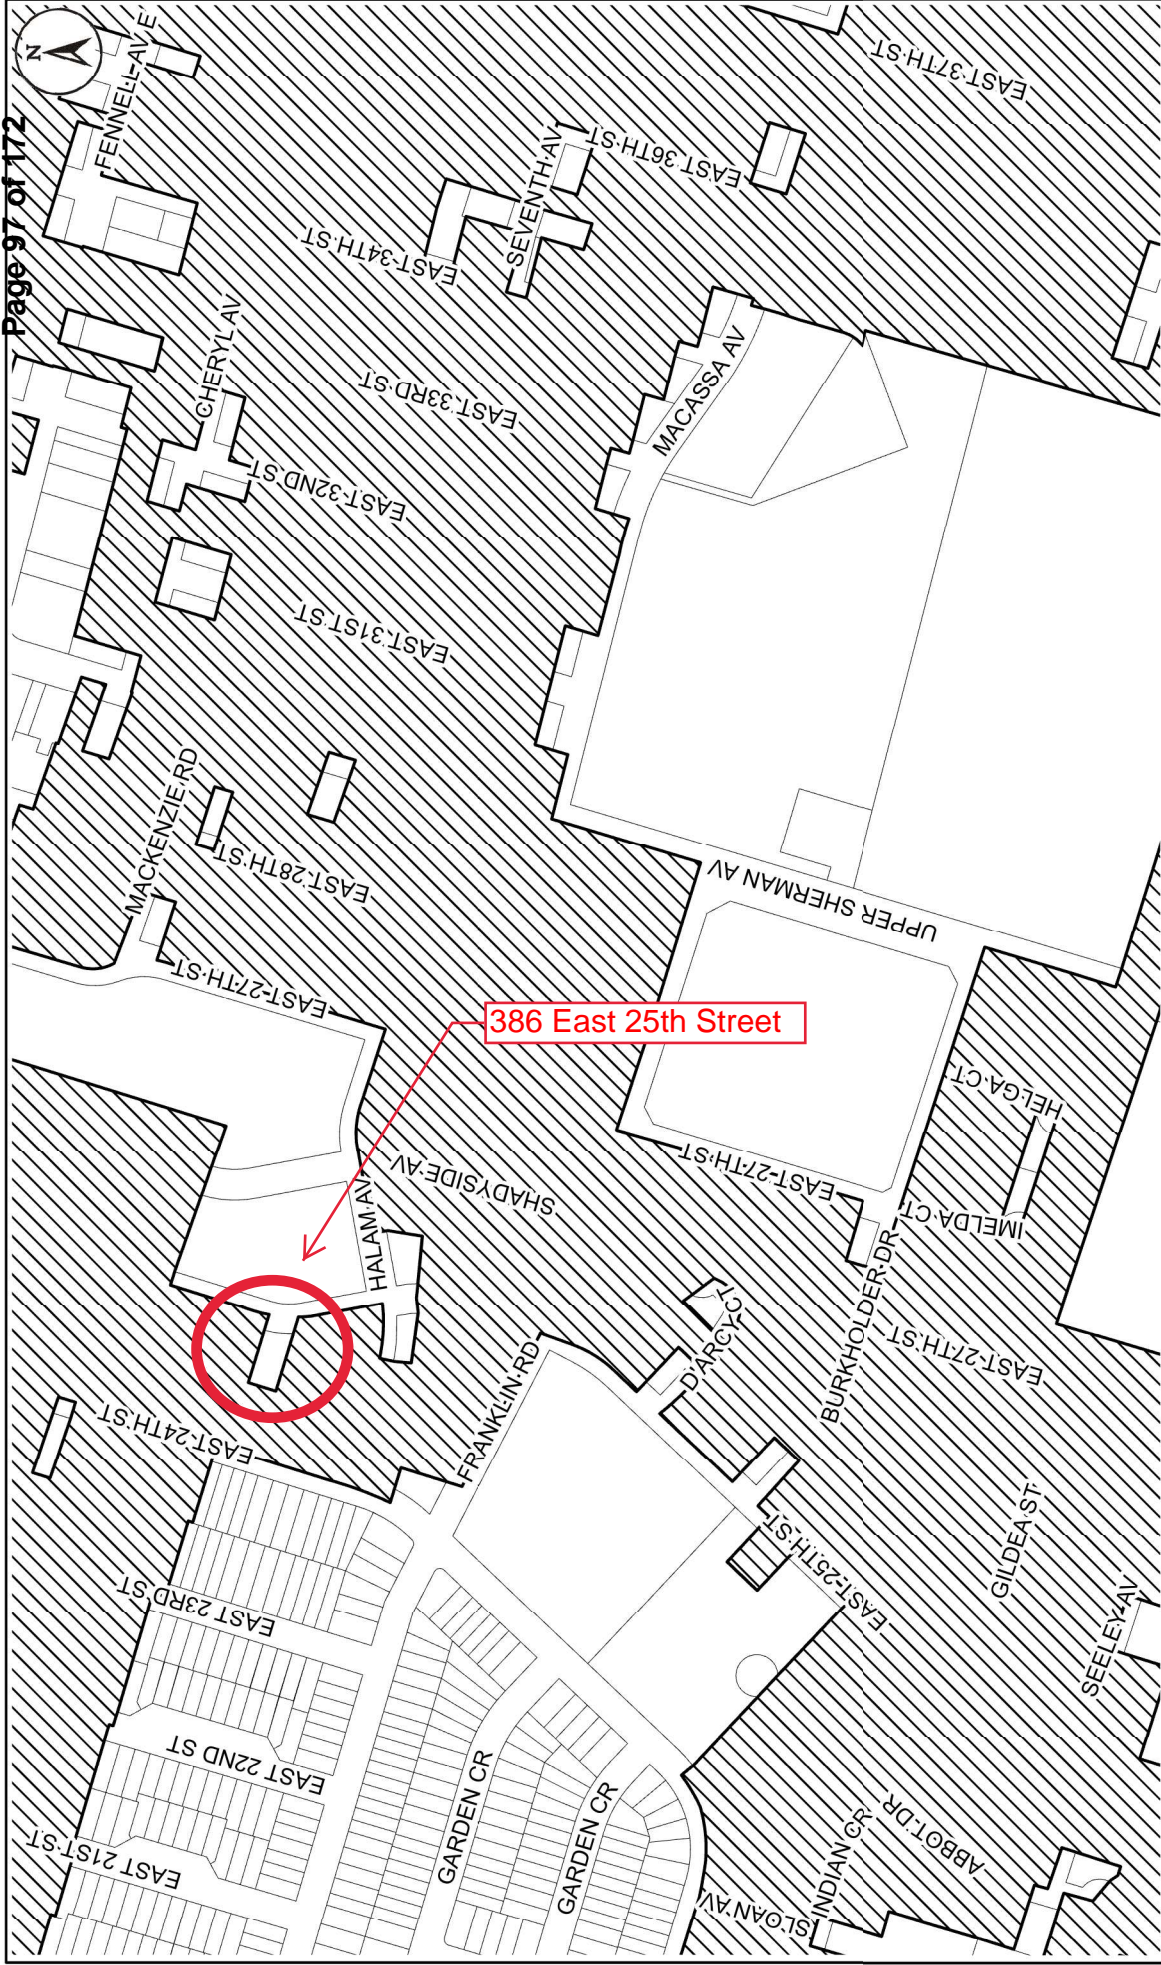 Page 97 of 172
N
FENNELL AVE
EAST 37TH ST
EAST 36TH ST
SEVENTH AV
EAST 34TH ST
CHERYL AV
EAST 33RD ST
MACASSA AV
EAST 32ND ST
EAST 31ST ST
MACKENZIE RD
EAST 28TH ST
UPPER SHERMAN AV
EAST 27TH ST
386 East 25th Street
HELGA CT
SHADYSIDE AV
EAST 27TH ST
HALAM AV
IMELDA CT
BURKHOLDER DR
D'ARCY CT
EAST 27TH ST
FRANKLIN RD
EAST 24TH ST
EAST 25TH ST
GILDEA ST
EAST 23RD ST
SEELEY AV
EAST 22ND ST
GARDEN CR
GARDEN CR
EAST 21ST ST
ABBOT DR
INDIAN CR
SLOAN AV